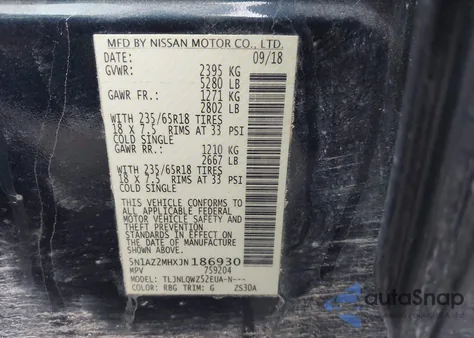 MFD BY NISSAN MOTOR CO., LTD.
DATE: 09/18
GVWR: 2395 KG
5280 LB
GAWR FR.: 1271 KG
2802 LB
WITH 235/65R18 TIRES
18 X 7.5 RIMS AT 33 PSI
COLD SINGLE
GAWR RR.: 1210 KG
2667 LB
WITH 235/65R18 TIRES
18 X 7.5 RIMS AT 33 PSI
COLD SINGLE
THIS VEHICLE CONFORMS TO
ALL APPLICABLE FEDERAL
MOTOR VEHICLE SAFETY AND
THEFT PREVENTION
STANDARDS IN EFFECT ON
THE DATE OF MANUFACTURE
SHOWN ABOVE.
5N1AZ2MHXJN186930
MPV 759204
MODEL: TLJNLQWZ52EUA-N---
COLOR: RBG TRIM: G ZS30A
autoSnap